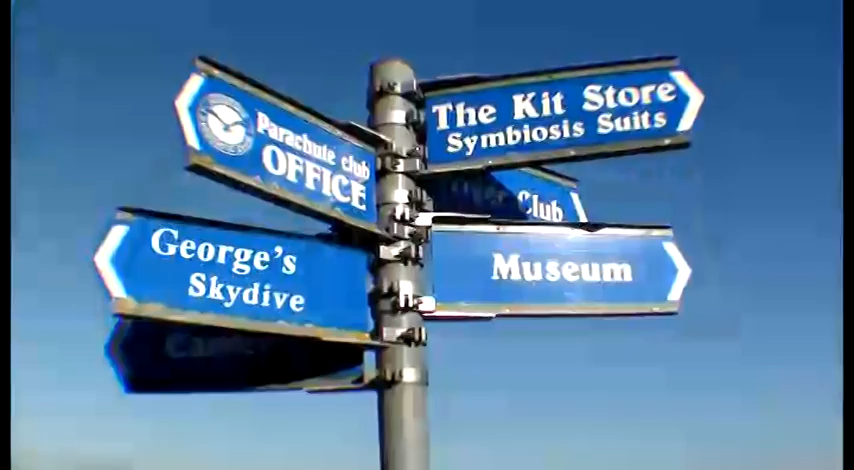 Parachute club
OFFICE
The Kit Store
Symbiosis Suits
Club
George's
Skydive
Museum